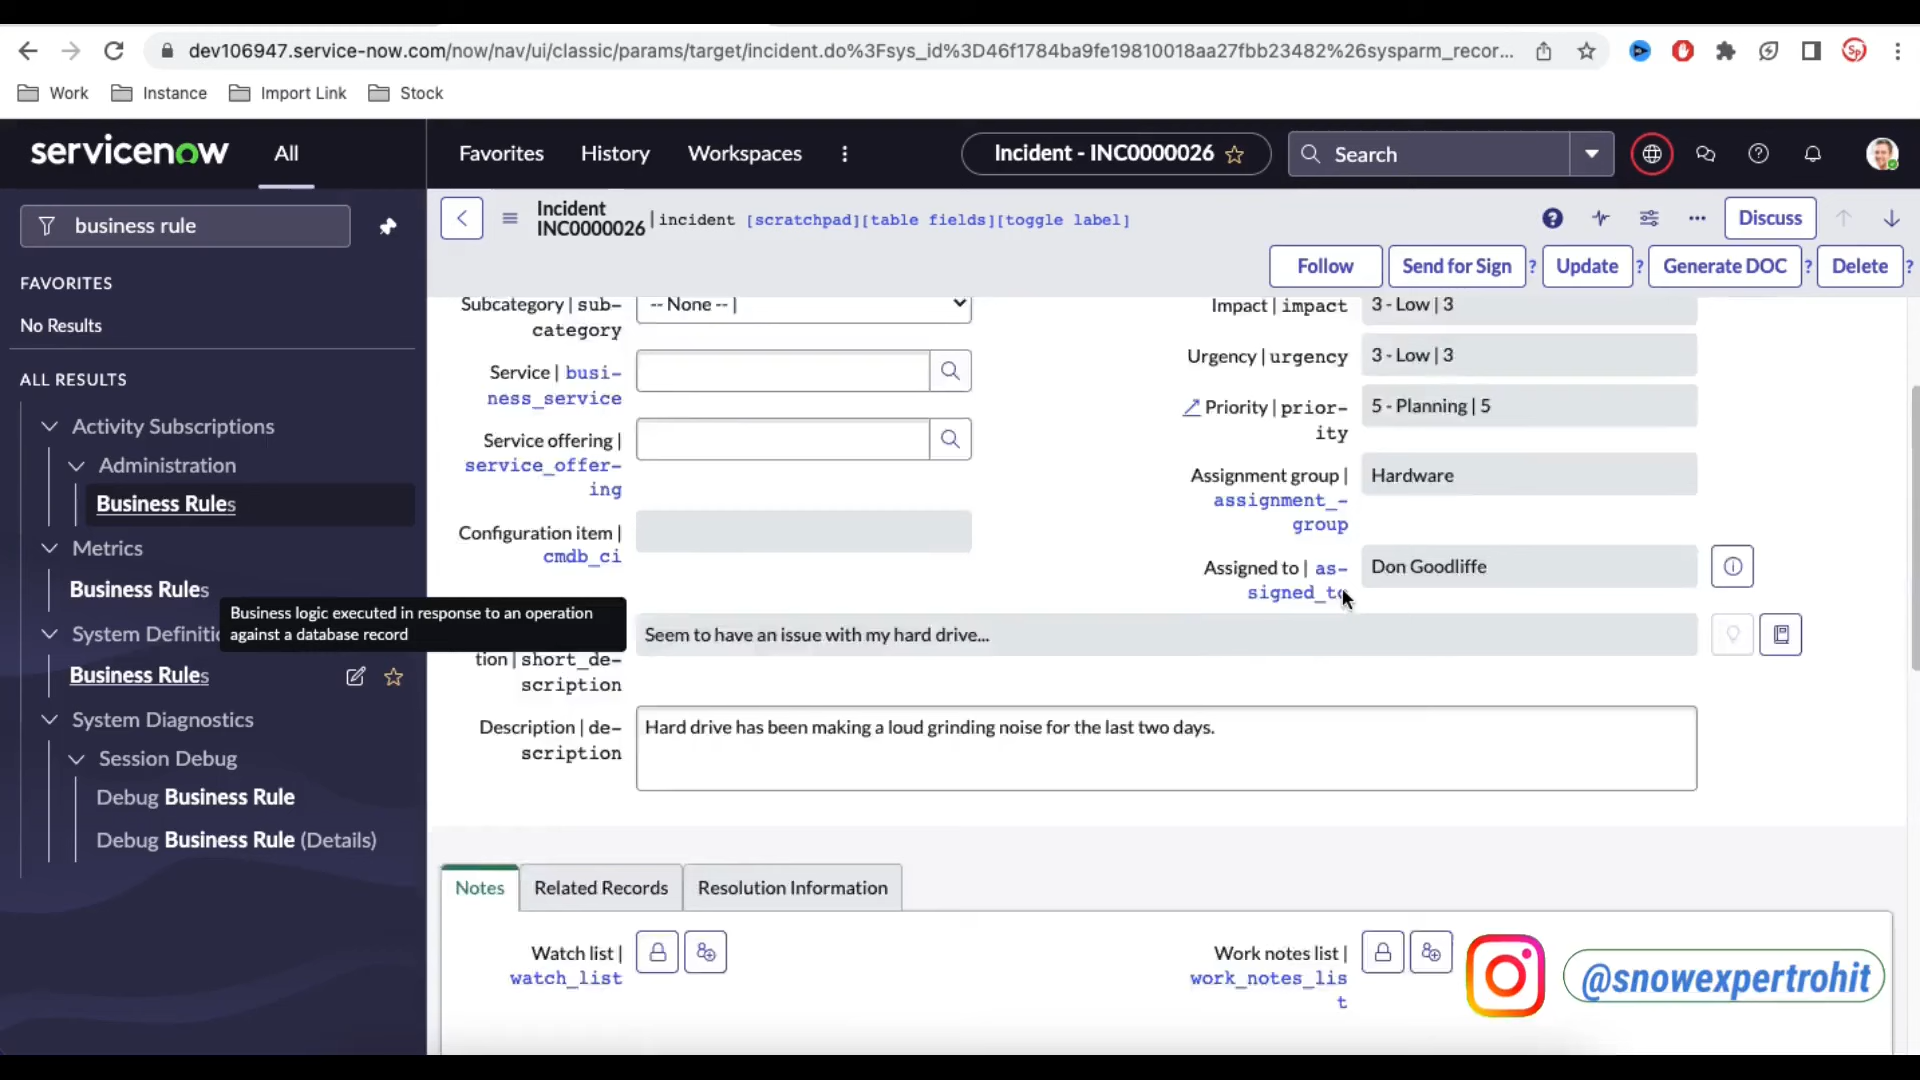 dev106947.service-now.com/now/nav/ui/classic/params/target/incident.do%3Fsys_id%3D46f1784ba9fe19810018aa27fbb23482%26sysparm_recor...
Work Instance Import Link Stock
servicenow All Favorites History Workspaces Incident - INC0000026 Search
business rule
FAVORITES
No Results
ALL RESULTS
Activity Subscriptions
Administration
Business Rules
Metrics
Business Rules
System Definitio
Business logic executed in response to an operation
against a database record
Business Rules
System Diagnostics
Session Debug
Debug Business Rule
Debug Business Rule (Details)
Incident
INC0000026 | incident [scratchpad][table fields][toggle label]
Discuss
Follow Send for Sign ? Update ? Generate DOC ? Delete ?
Subcategory | sub-
category
-- None -- |
Service | busi-
ness_service
Service offering |
service_offer-
ing
Configuration item |
cmdb_ci
Impact | impact
3 - Low | 3
Urgency | urgency
3 - Low | 3
Priority | prior-
ity
5 - Planning | 5
Assignment group |
assignment_-
group
Hardware
Assigned to | as-
signed_to
Don Goodliffe
tion | short_de-
scription
Seem to have an issue with my hard drive...
Description | de-
scription
Hard drive has been making a loud grinding noise for the last two days.
Notes Related Records Resolution Information
Watch list |
watch_list
Work notes list |
work_notes_lis
t
@snowexpertrohit